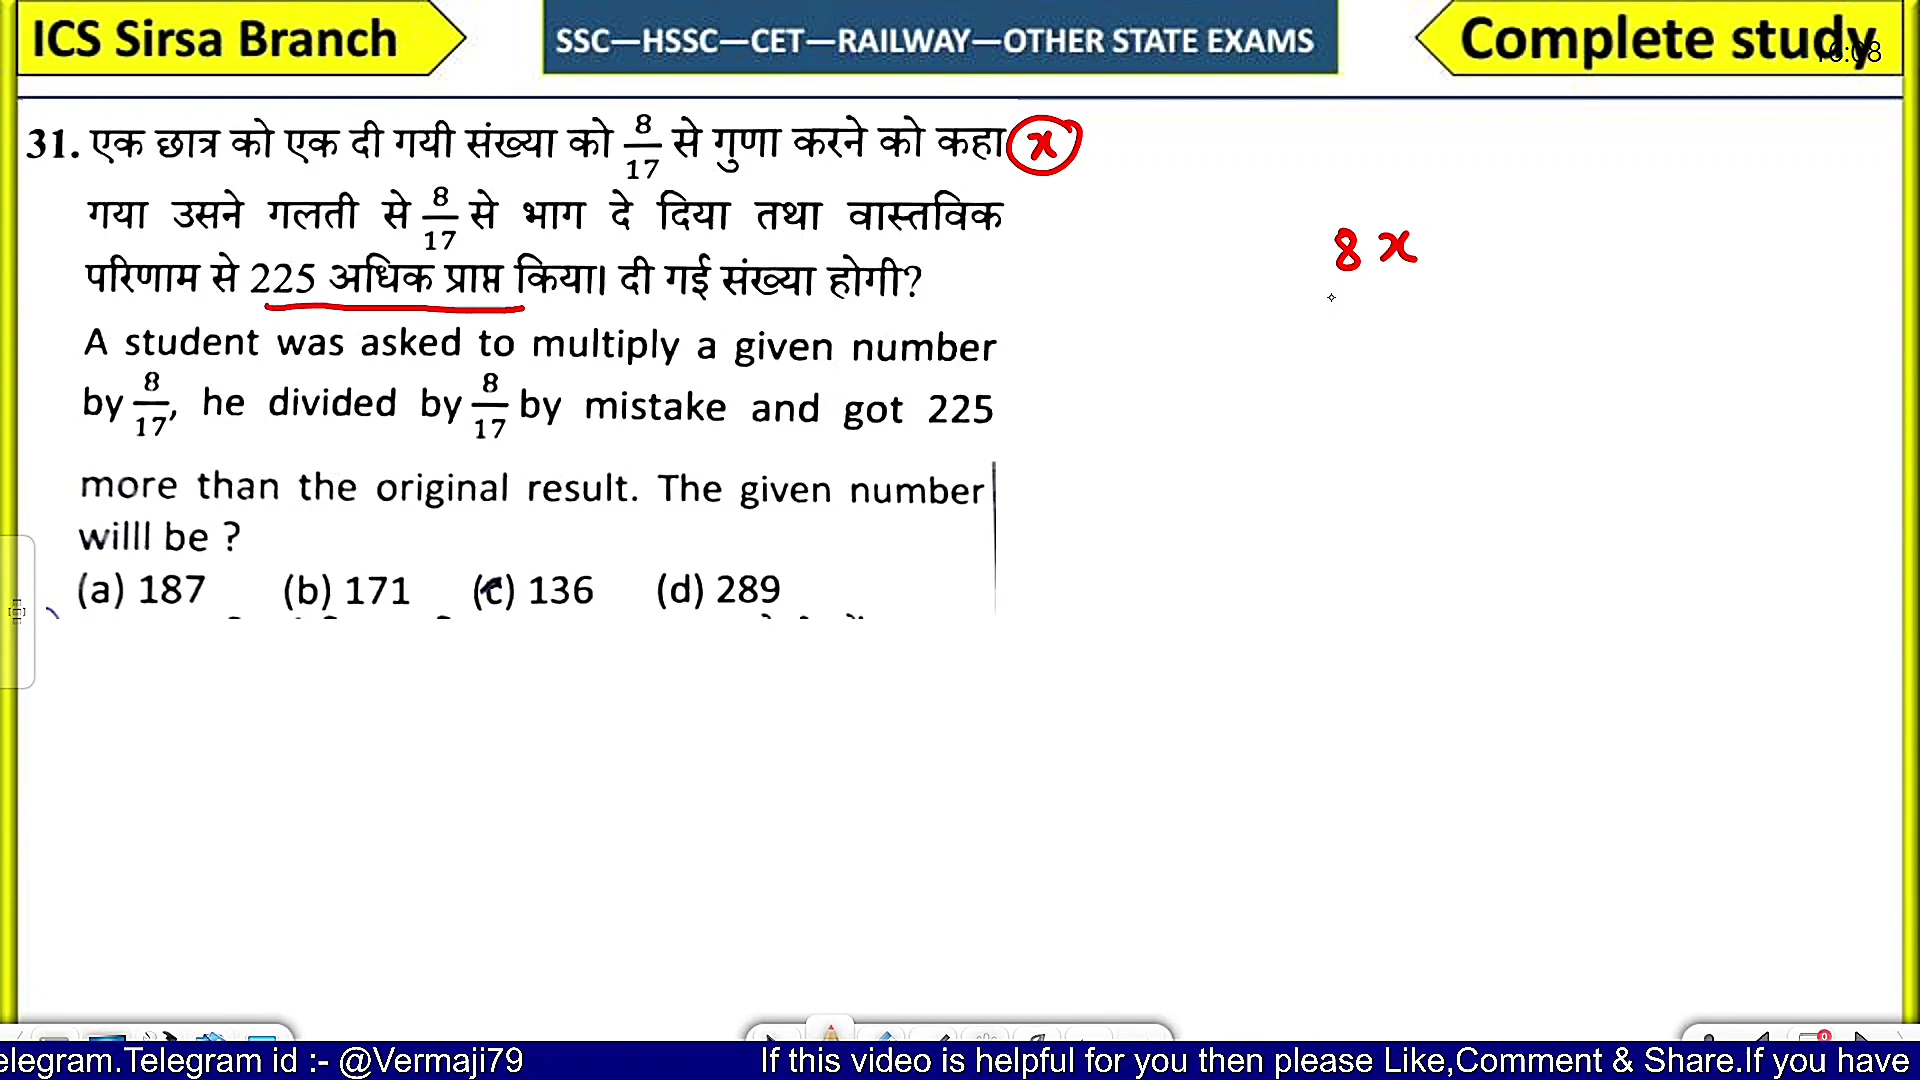 ICS Sirsa Branch
SSC—HSSC—CET—RAILWAY—OTHER STATE EXAMS
Complete study
31. एक छात्र को एक दी गयी संख्या को 8/17 से गुणा करने को कहा x
गया उसने गलती से 8/17 से भाग दे दिया तथा वास्तविक
8 x
परिणाम से 225 अधिक प्राप्त किया। दी गई संख्या होगी?
A student was asked to multiply a given number
by 8/17, he divided by 8/17 by mistake and got 225
more than the original result. The given number
willl be ?
(a) 187 (b) 171 (c) 136 (d) 289
elegram.Telegram id :- @Vermaji79 If this video is helpful for you then please Like,Comment & Share.If you have